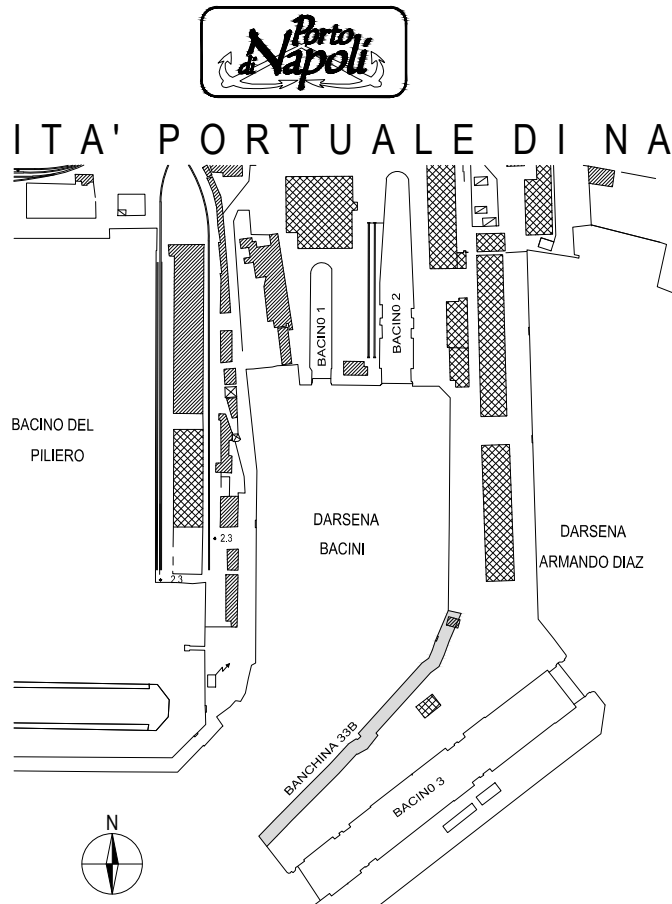 Porto
di Napoli
ITA' PORTUALE DI NA
BACINO 1
BACINO 2
BACINO DEL
PILIERO
DARSENA
BACINI
2.3
DARSENA
ARMANDO DIAZ
2.3
BANCHINA 33B
BACINO 3
N